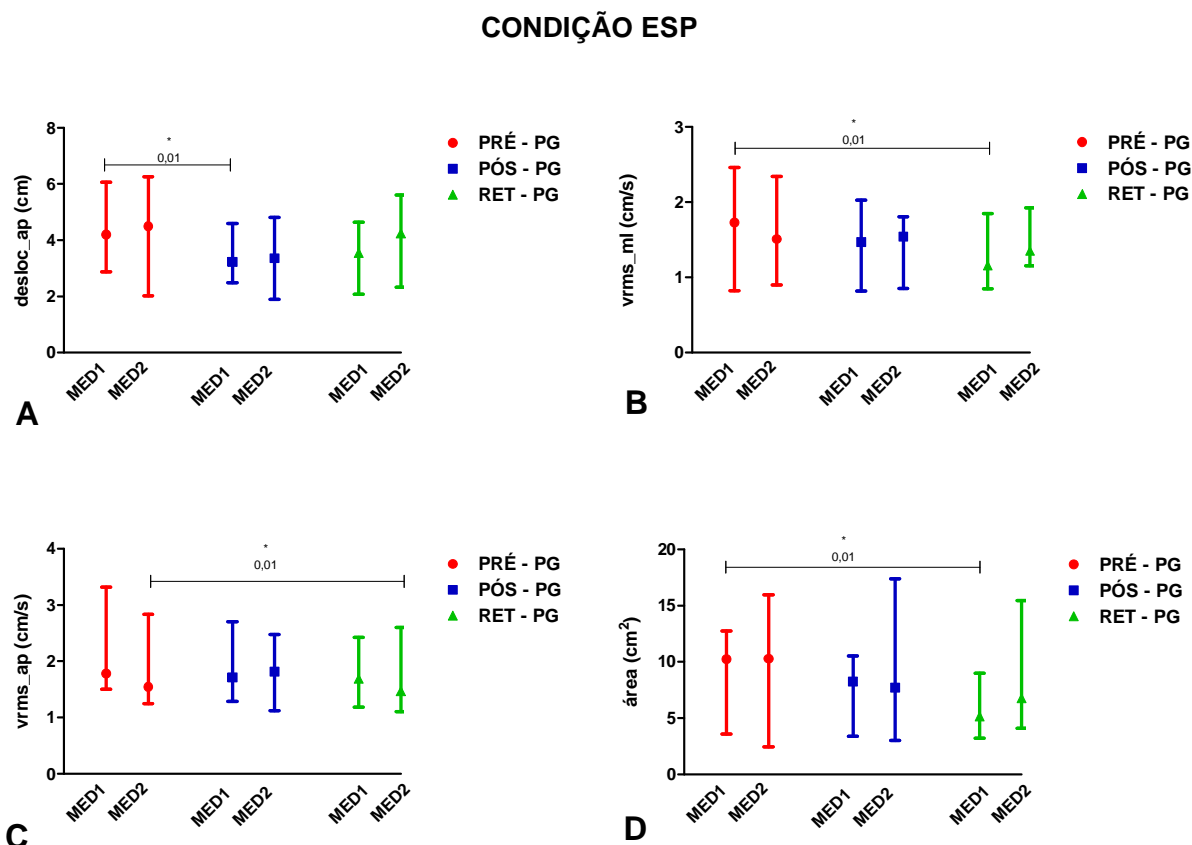 CONDIÇÃO ESP
desloc_ap (cm)
8
6
4
2
0
*
0,01
MED1
MED2
MED1
MED2
MED1
MED2
PRÉ - PG
PÓS - PG
RET - PG
A
vrms_ml (cm/s)
3
2
1
0
*
0,01
MED1
MED2
MED1
MED2
MED1
MED2
PRÉ - PG
PÓS - PG
RET - PG
B
vrms_ap (cm/s)
4
3
2
1
0
*
0,01
MED1
MED2
MED1
MED2
MED1
MED2
PRÉ - PG
PÓS - PG
RET - PG
C
área (cm²)
20
15
10
5
0
*
0,01
MED1
MED2
MED1
MED2
MED1
MED2
PRÉ - PG
PÓS - PG
RET - PG
D